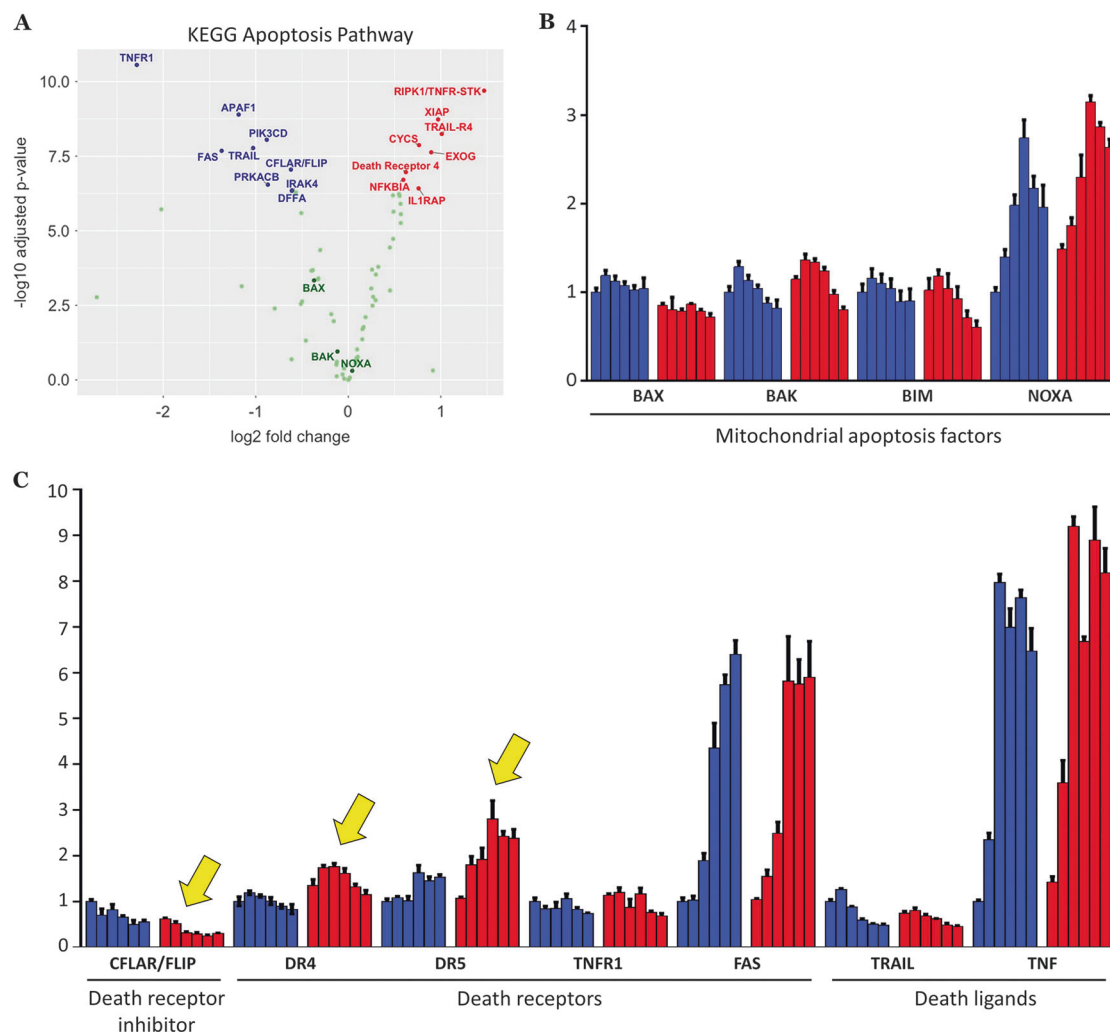 A
KEGG Apoptosis Pathway
-log10 adjusted p-value
10.0
7.5
5.0
2.5
0.0
TNFR1
RIPK1/TNFR-STK
APAF1
XIAP
TRAIL-R4
PIK3CD
CYCS
FAS
TRAIL
EXOG
CFLAR/FLIP
Death Receptor 4
PRKACB
IRAK4
NFKBIA
DFFA
IL1RAP
BAX
BAK
NOXA
-2
-1
0
1
log2 fold change
B
4
3
2
1
0
BAX
BAK
BIM
NOXA
Mitochondrial apoptosis factors
C
10
9
8
7
6
5
4
3
2
1
0
CFLAR/FLIP
DR4
DR5
TNFR1
FAS
TRAIL
TNF
Death receptor
inhibitor
Death receptors
Death ligands